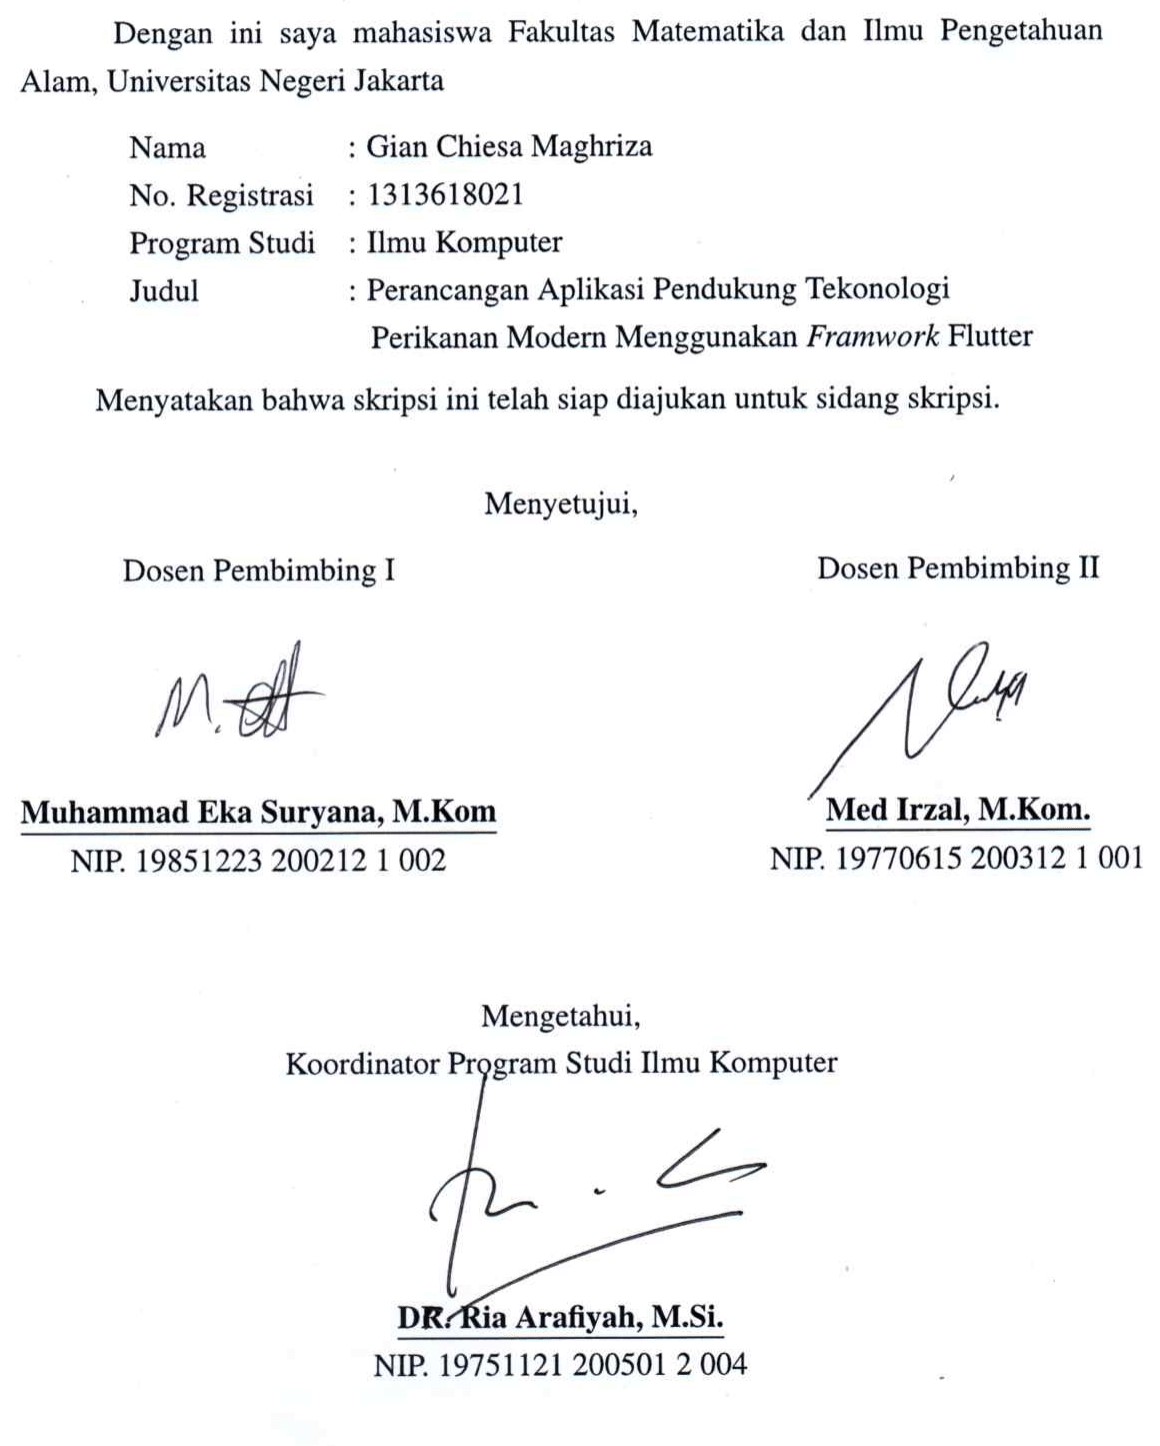 Dengan ini saya mahasiswa Fakultas Matematika dan Ilmu Pengetahuan
Alam, Universitas Negeri Jakarta
Nama : Gian Chiesa Maghriza
No. Registrasi : 1313618021
Program Studi : Ilmu Komputer
Judul : Perancangan Aplikasi Pendukung Tekonologi
Perikanan Modern Menggunakan Framwork Flutter
Menyatakan bahwa skripsi ini telah siap diajukan untuk sidang skripsi.
Menyetujui,
Dosen Pembimbing I Dosen Pembimbing II
Muhammad Eka Suryana, M.Kom Med Irzal, M.Kom.
NIP. 19851223 200212 1 002 NIP. 19770615 200312 1 001
Mengetahui,
Koordinator Program Studi Ilmu Komputer
DR. Ria Arafiyah, M.Si.
NIP. 19751121 200501 2 004